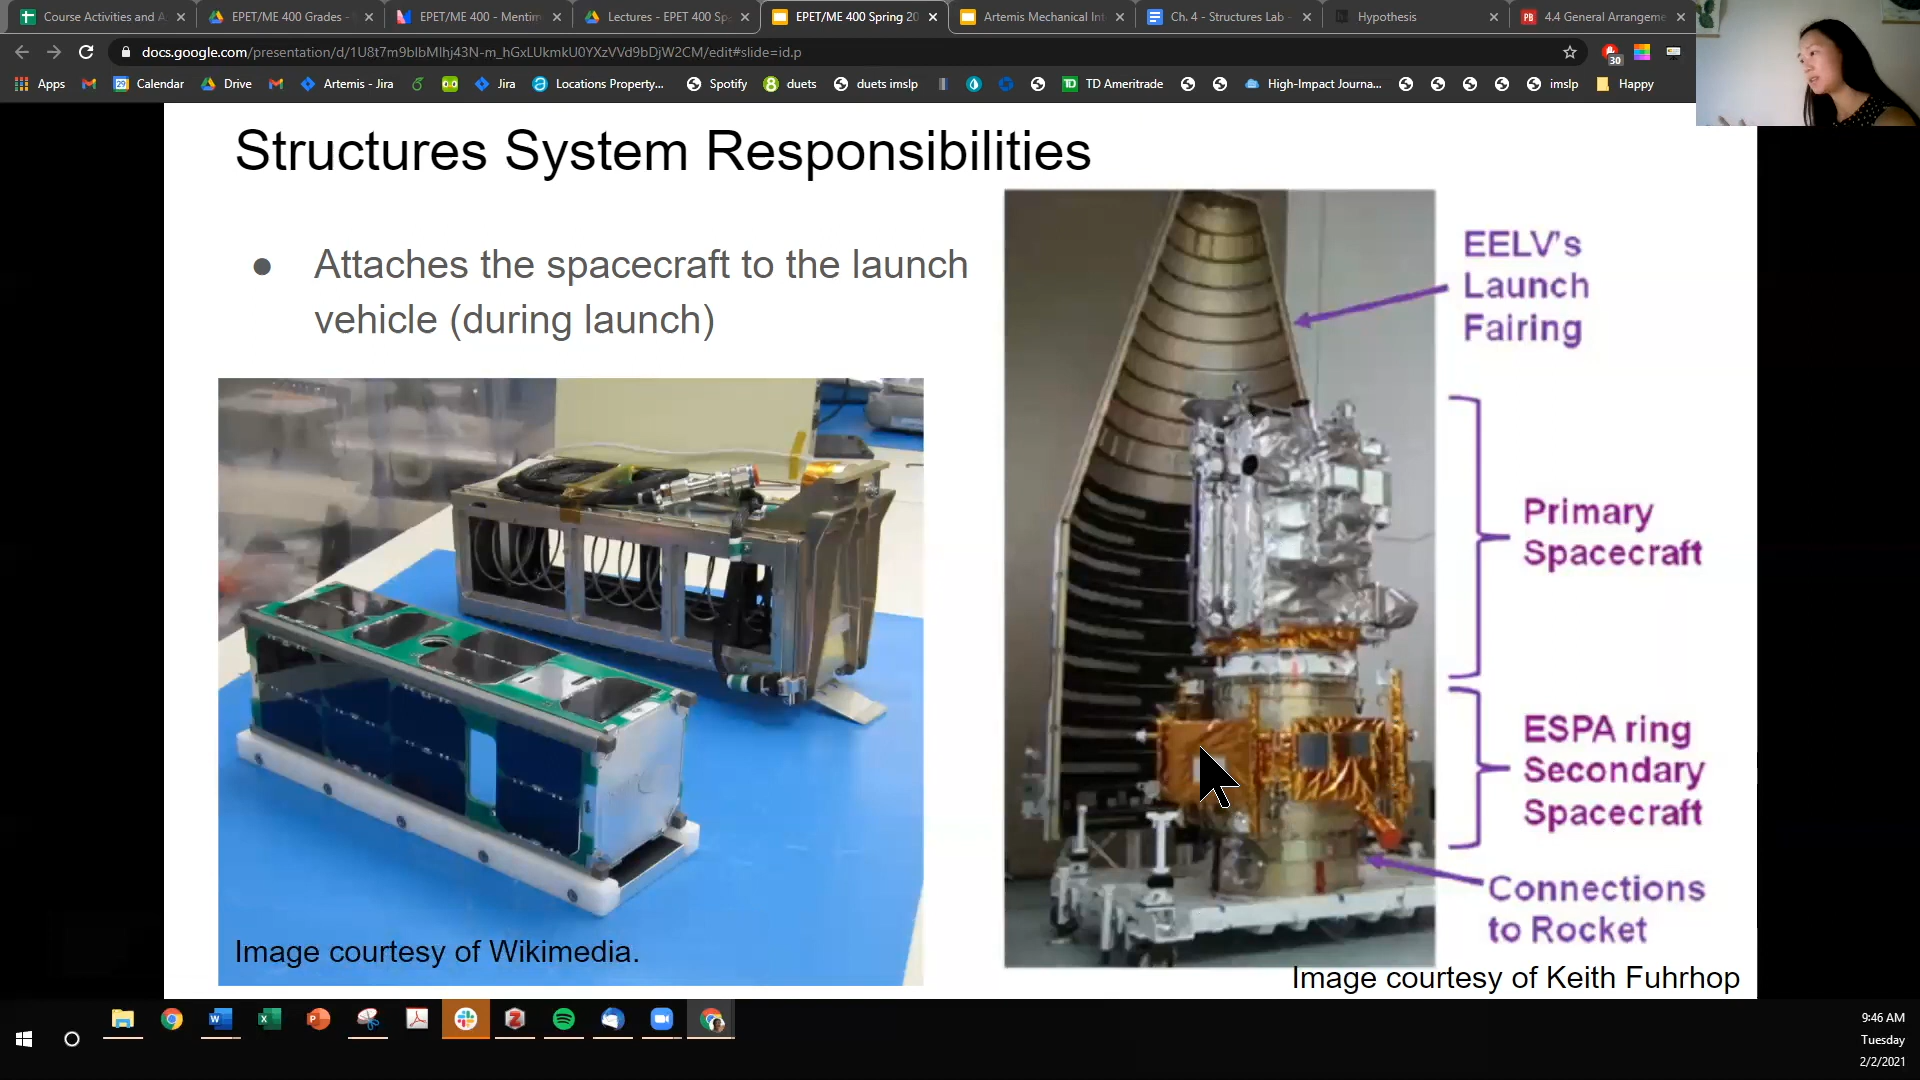 Course Activities and A
EPET/ME 400 Grades -
EPET/ME 400 - Mentim
Lectures - EPET 400 Sp
EPET/ME 400 Spring 20
Artemis Mechanical Int
Ch. 4 - Structures Lab -
Hypothesis
4.4 General Arrangeme
docs.google.com/presentation/d/1U8t7m9blbMlhj43N-m_hGxLUkmkU0YXzVVd9bDjW2CM/edit#slide=id.p
30
Apps
Calendar
Drive
Artemis - Jira
Jira
Locations Property...
Spotify
duets
duets imslp
TD Ameritrade
High-Impact Journa...
imslp
Happy
Structures System Responsibilities
● Attaches the spacecraft to the launch
vehicle (during launch)
EELV's
Launch
Fairing
Primary
Spacecraft
ESPA ring
Secondary
Spacecraft
Connections
to Rocket
Image courtesy of Wikimedia.
Image courtesy of Keith Fuhrhop
9:46 AM
Tuesday
2/2/2021